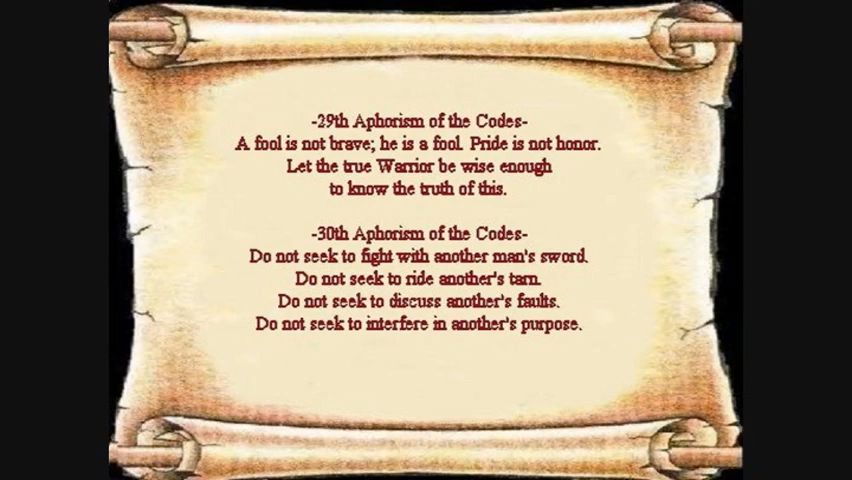 -29th Aphorism of the Codes-
A fool is not brave; he is a fool. Pride is not honor.
Let the true Warrior be wise enough
to know the truth of this.
-30th Aphorism of the Codes-
Do not seek to fight with another man's sword.
Do not seek to ride another's tarn.
Do not seek to discuss another's faults.
Do not seek to interfere in another's purpose.